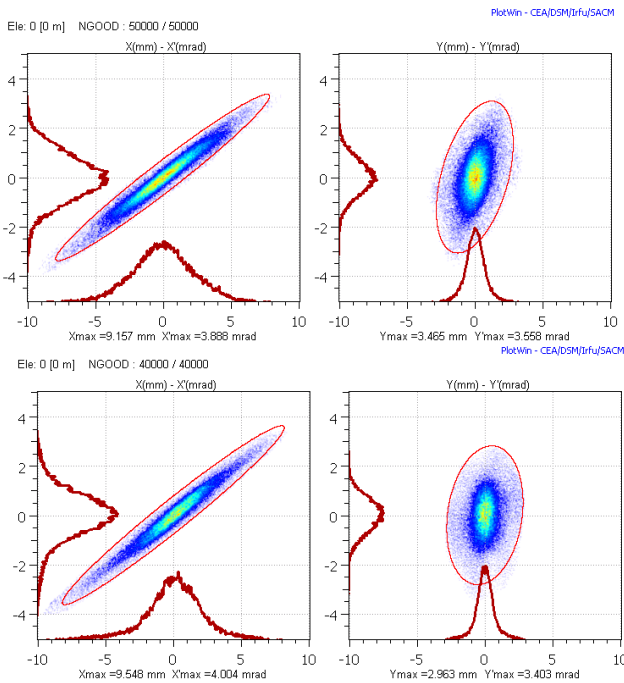 PlotWin - CEA/DSM/Irfu/SACM
Ele: 0 [0 m] NGOOD : 50000 / 50000
X(mm) - X'(mrad) Y(mm) - Y'(mrad)
4 4
2 2
0 0
-2 -2
-4 -4
-10 -5 0 5 10 -10 -5 0 5 10
Xmax =9.157 mm X'max =3.888 mrad Ymax =3.465 mm Y'max =3.558 mrad
PlotWin - CEA/DSM/Irfu/SACM
Ele: 0 [0 m] NGOOD : 40000 / 40000
X(mm) - X'(mrad) Y(mm) - Y'(mrad)
4 4
2 2
0 0
-2 -2
-4 -4
-10 -5 0 5 10 -10 -5 0 5 10
Xmax =9.548 mm X'max =4.004 mrad Ymax =2.963 mm Y'max =3.403 mrad